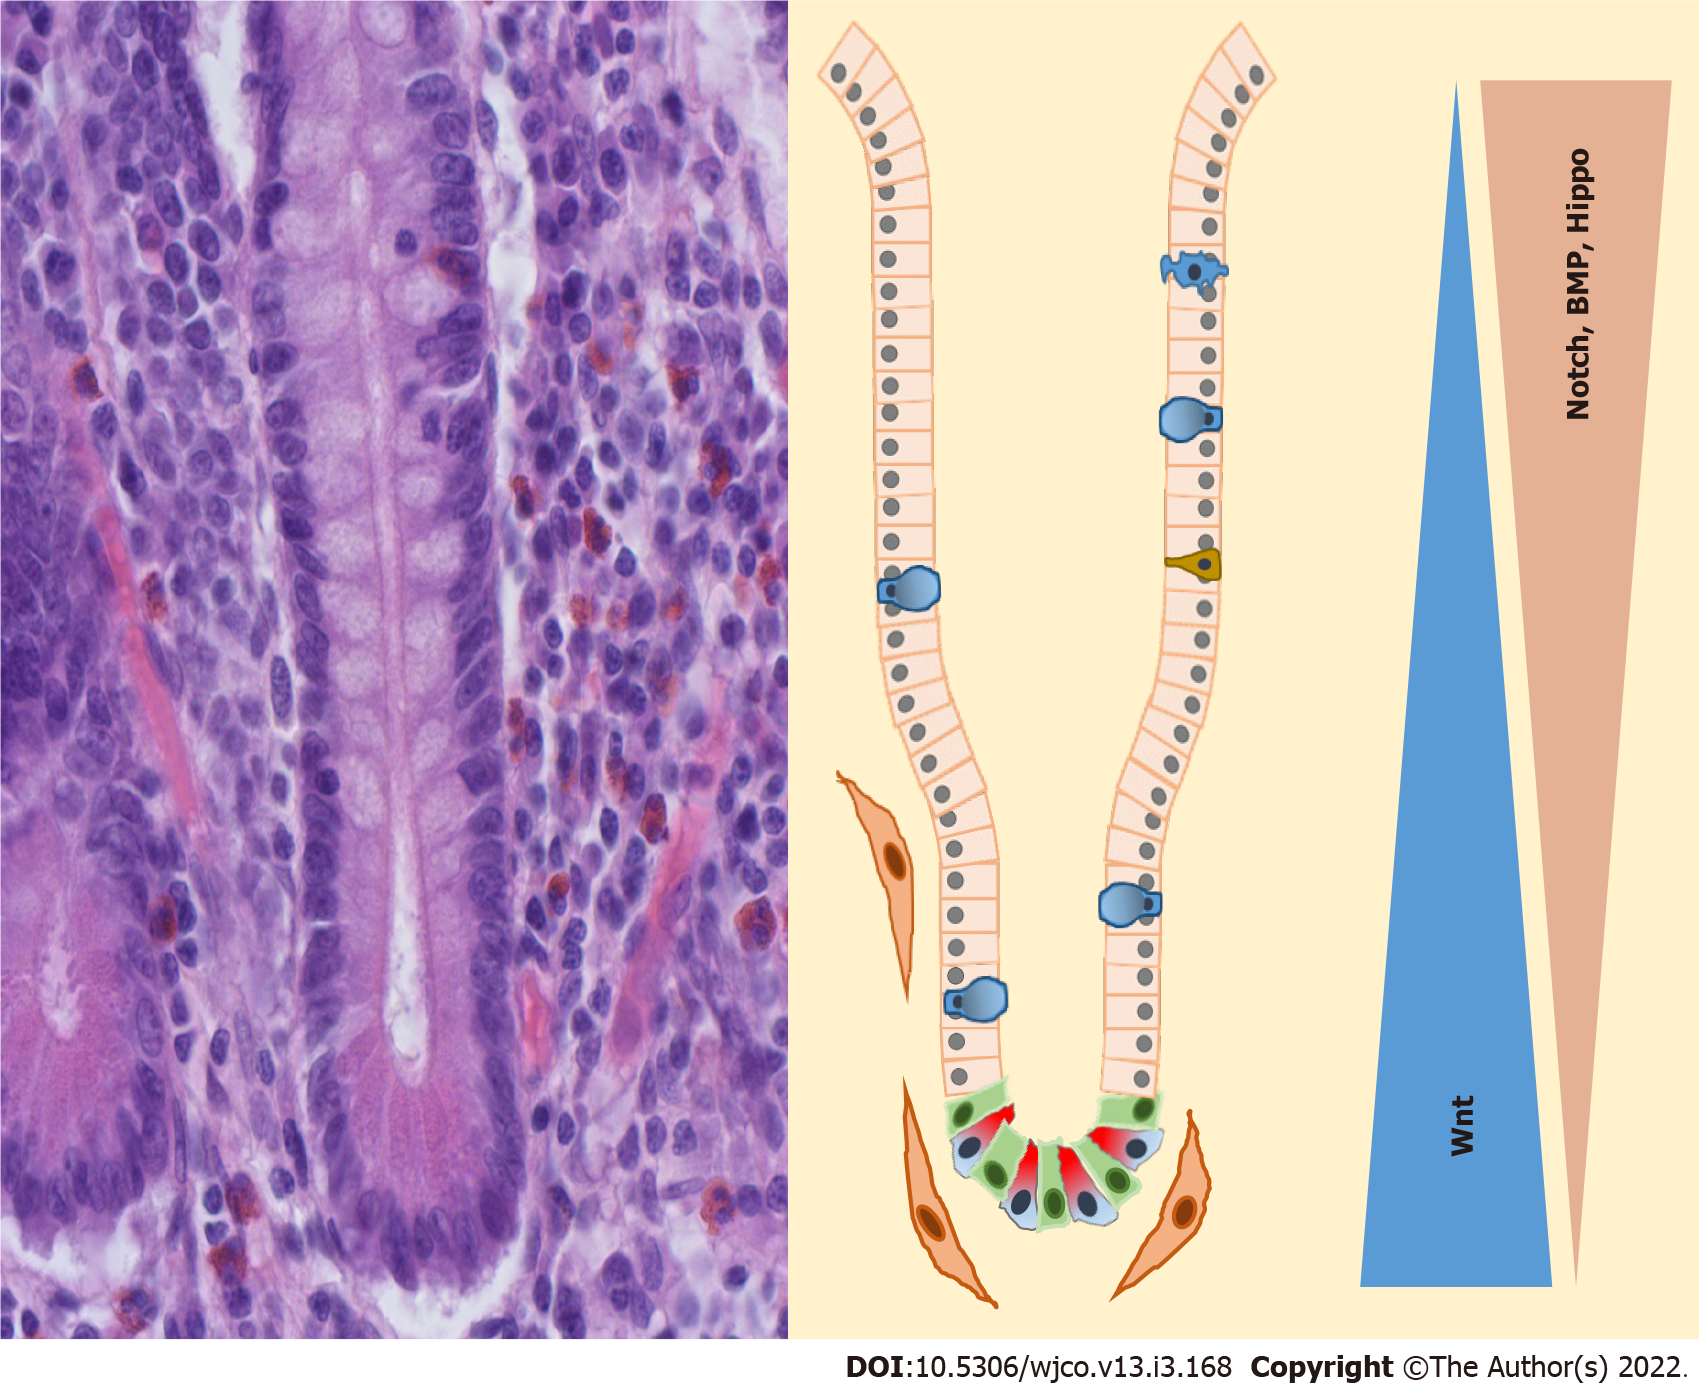 Notch, BMP, Hippo
Wnt
DOI:10.5306/wjco.v13.i3.168 Copyright ©The Author(s) 2022.